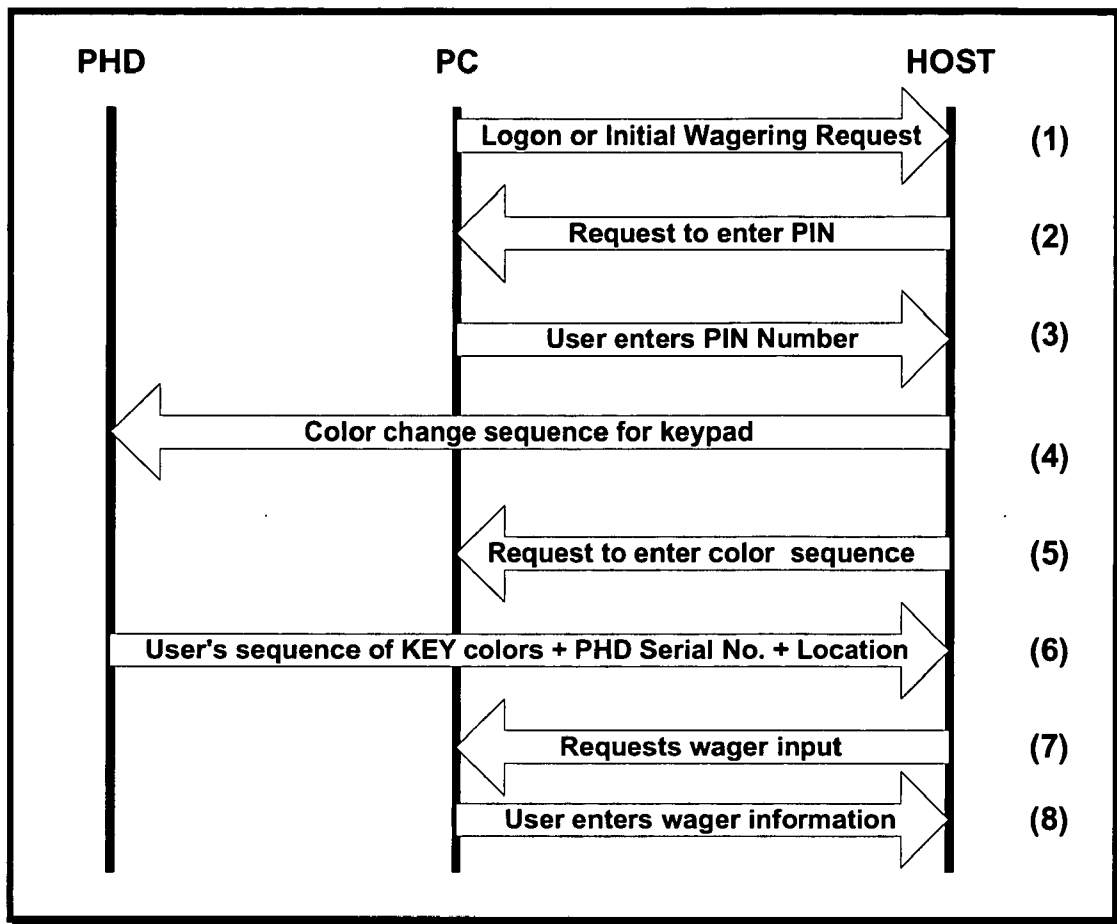 PHD PC HOST
Logon or Initial Wagering Request (1)
Request to enter PIN (2)
User enters PIN Number (3)
Color change sequence for keypad (4)
Request to enter color sequence (5)
User's sequence of KEY colors + PHD Serial No. + Location (6)
Requests wager input (7)
User enters wager information (8)